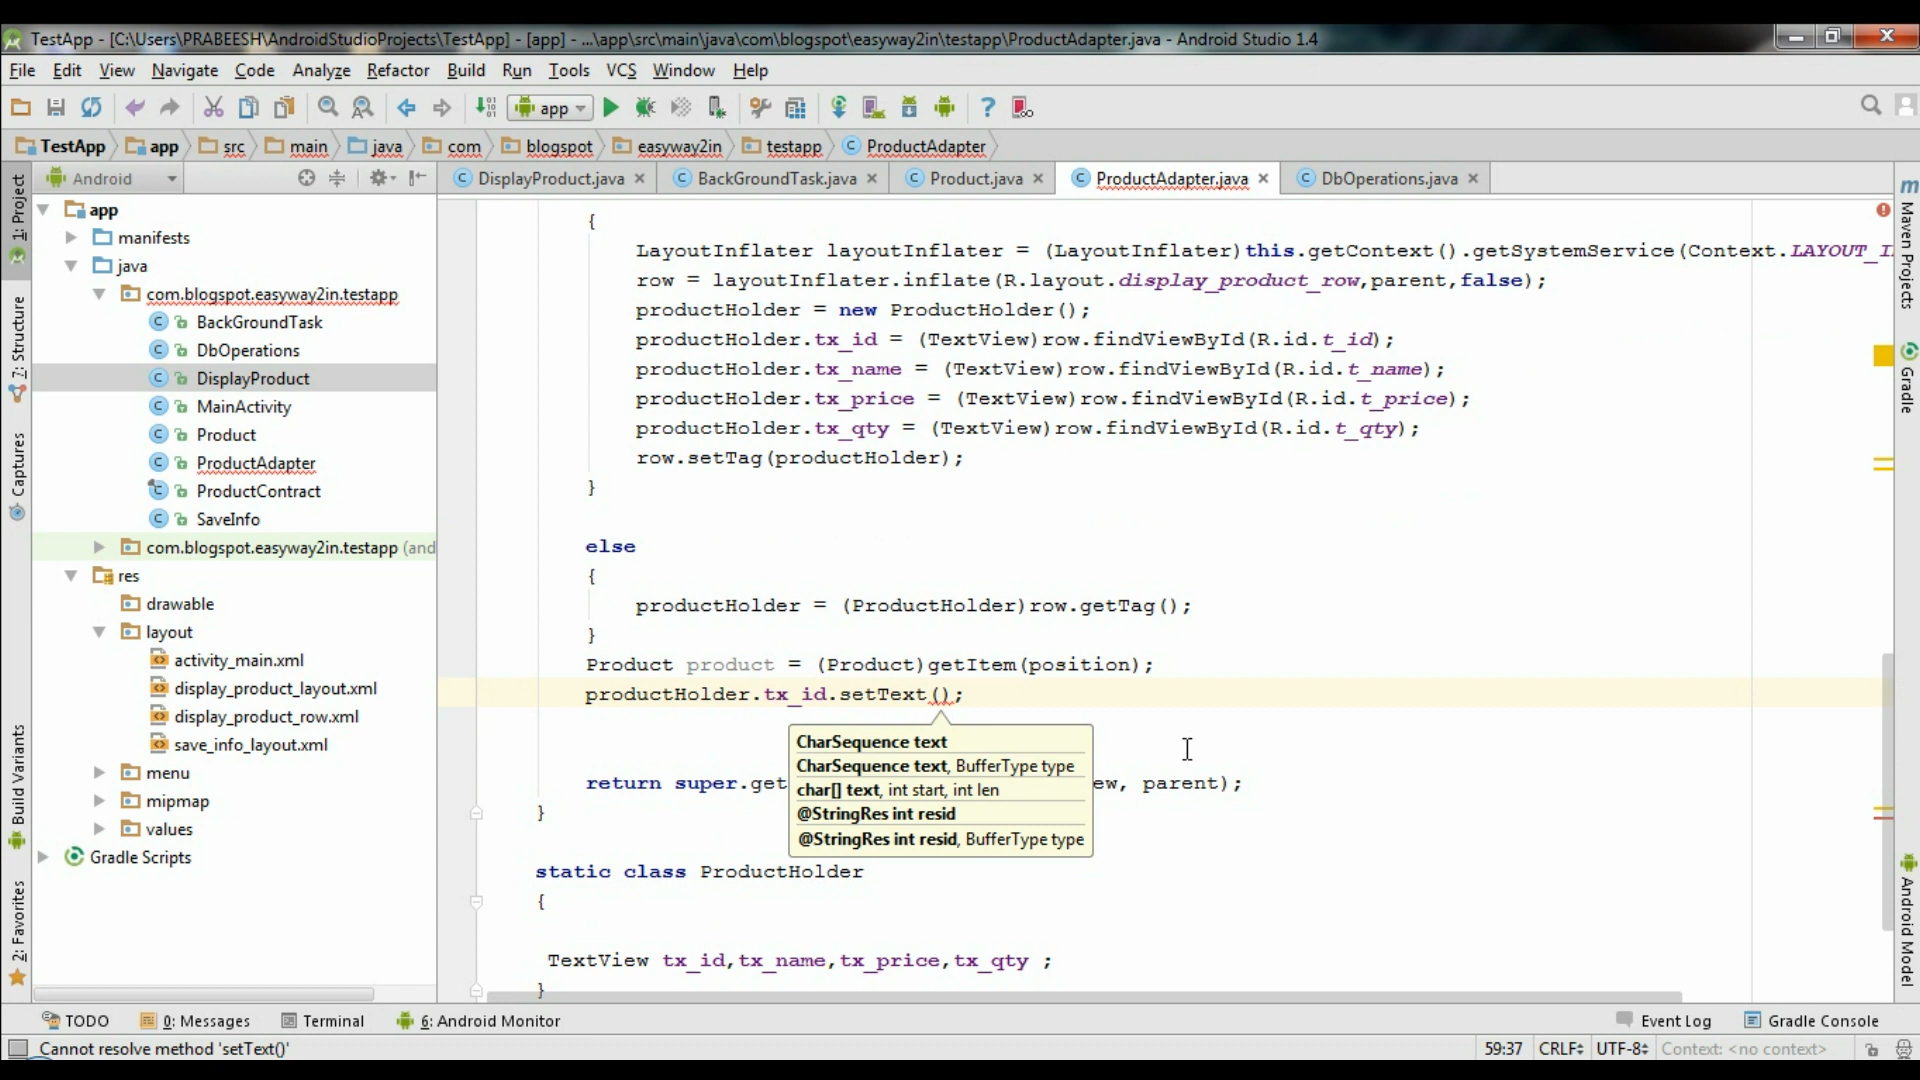 TestApp - [C:\Users\PRABEESH\AndroidStudioProjects\TestApp] - [app] - ...\app\src\main\java\com\blogspot\easyway2in\testapp\ProductAdapter.java - Android Studio 1.4
File Edit View Navigate Code Analyze Refactor Build Run Tools VCS Window Help
app
TestApp app src main java com blogspot easyway2in testapp ProductAdapter
Android
DisplayProduct.java BackGroundTask.java Product.java ProductAdapter.java DbOperations.java
1: Project
7: Structure
Captures
Build Variants
2: Favorites
app
manifests
java
com.blogspot.easyway2in.testapp
BackGroundTask
DbOperations
DisplayProduct
MainActivity
Product
ProductAdapter
ProductContract
SaveInfo
com.blogspot.easyway2in.testapp (and
res
drawable
layout
activity_main.xml
display_product_layout.xml
display_product_row.xml
save_info_layout.xml
menu
mipmap
values
Gradle Scripts
{
LayoutInflater layoutInflater = (LayoutInflater)this.getContext().getSystemService(Context.LAYOUT_I
row = layoutInflater.inflate(R.layout.display_product_row,parent,false);
productHolder = new ProductHolder();
productHolder.tx_id = (TextView)row.findViewById(R.id.t_id);
productHolder.tx_name = (TextView)row.findViewById(R.id.t_name);
productHolder.tx_price = (TextView)row.findViewById(R.id.t_price);
productHolder.tx_qty = (TextView)row.findViewById(R.id.t_qty);
row.setTag(productHolder);
}
else
{
productHolder = (ProductHolder)row.getTag();
}
Product product = (Product)getItem(position);
productHolder.tx_id.setText();
CharSequence text
CharSequence text, BufferType type
char[] text, int start, int len
@StringRes int resid
@StringRes int resid, BufferType type
return super.get ew, parent);
}
static class ProductHolder
{
TextView tx_id,tx_name,tx_price,tx_qty ;
}
m
Maven Projects
Gradle
Android Model
TODO 0: Messages Terminal 6: Android Monitor Event Log Gradle Console
Cannot resolve method 'setText()' 59:37 CRLF UTF-8 Context: <no context>